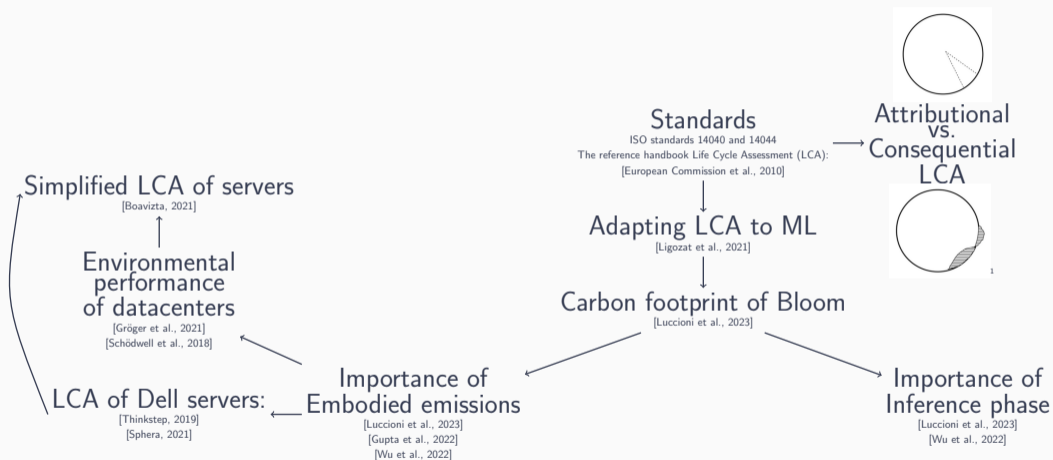 Standards
ISO standards 14040 and 14044
The reference handbook Life Cycle Assessment (LCA):
[European Commission et al., 2010]
Attributional
vs.
Consequential
LCA
1
Adapting LCA to ML
[Ligozat et al., 2021]
Carbon footprint of Bloom
[Luccioni et al., 2023]
Simplified LCA of servers
[Boavizta, 2021]
Environmental
performance
of datacenters
[Gröger et al., 2021]
[Schödwell et al., 2018]
LCA of Dell servers:
[Thinkstep, 2019]
[Sphera, 2021]
Importance of
Embodied emissions
[Luccioni et al., 2023]
[Gupta et al., 2022]
[Wu et al., 2022]
Importance of
Inference phase
[Luccioni et al., 2023]
[Wu et al., 2022]